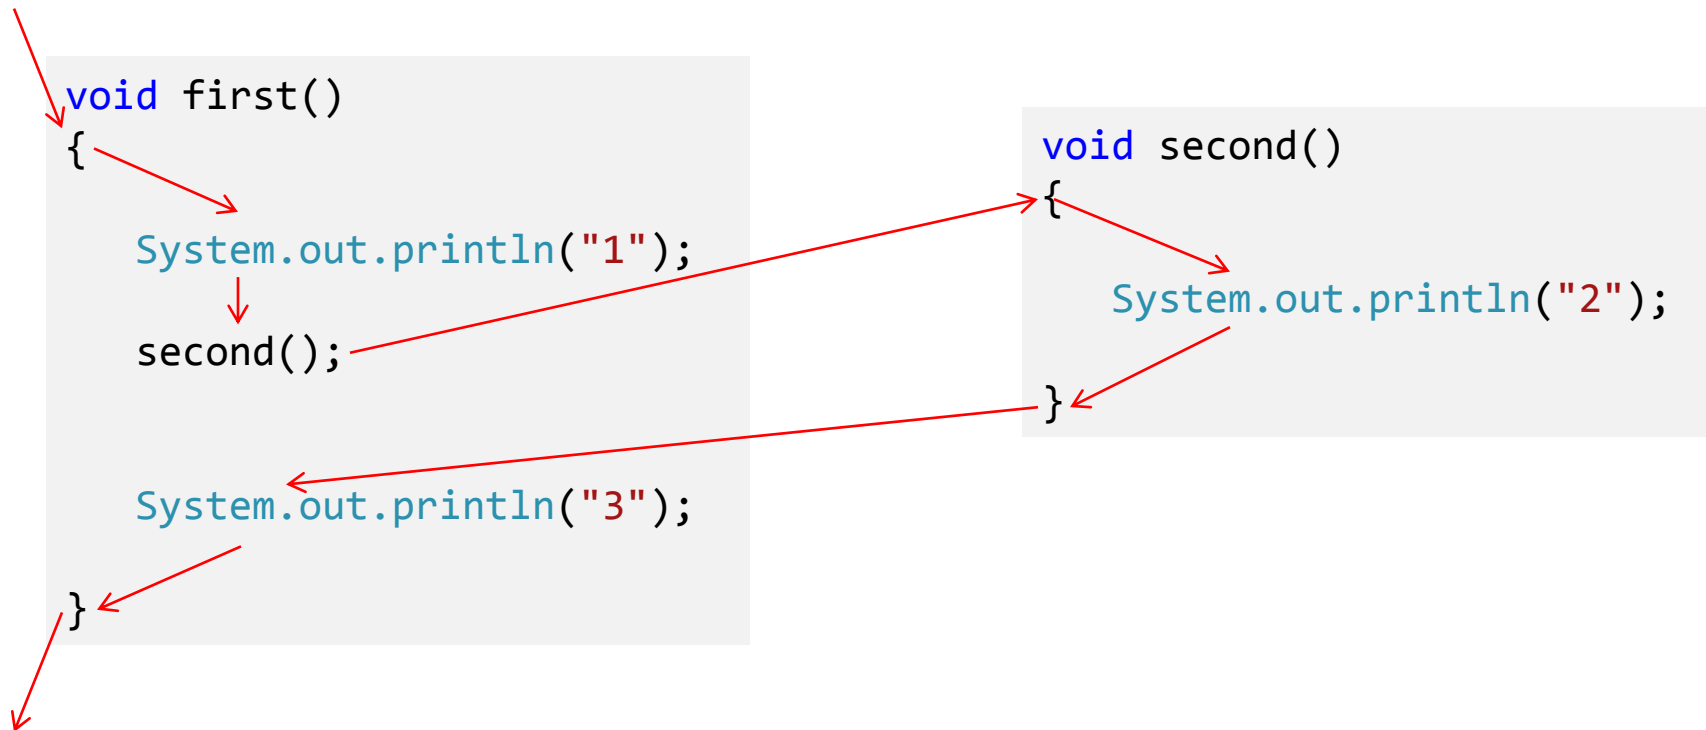 void first()
{
System.out.println("1");
second();
System.out.println("3");
}
void second()
{
System.out.println("2");
}